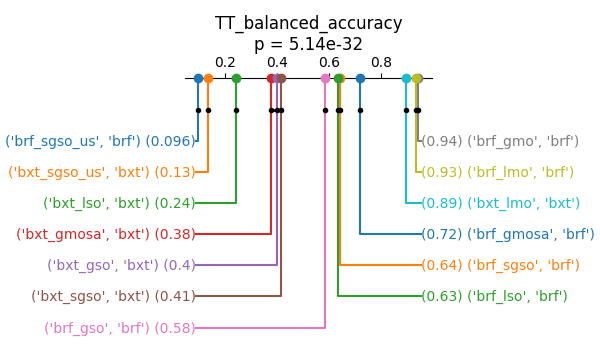 TT_balanced_accuracy
p = 5.14e-32
0.2 0.4 0.6 0.8
('brf_sgso_us', 'brf') (0.096)
(0.94) ('brf_gmo', 'brf')
('bxt_sgso_us', 'bxt') (0.13)
(0.93) ('brf_lmo', 'brf')
('bxt_lso', 'bxt') (0.24)
(0.89) ('bxt_lmo', 'bxt')
('bxt_gmosa', 'bxt') (0.38)
(0.72) ('brf_gmosa', 'brf')
('bxt_gso', 'bxt') (0.4)
(0.64) ('brf_sgso', 'brf')
('bxt_sgso', 'bxt') (0.41)
(0.63) ('brf_lso', 'brf')
('brf_gso', 'brf') (0.58)